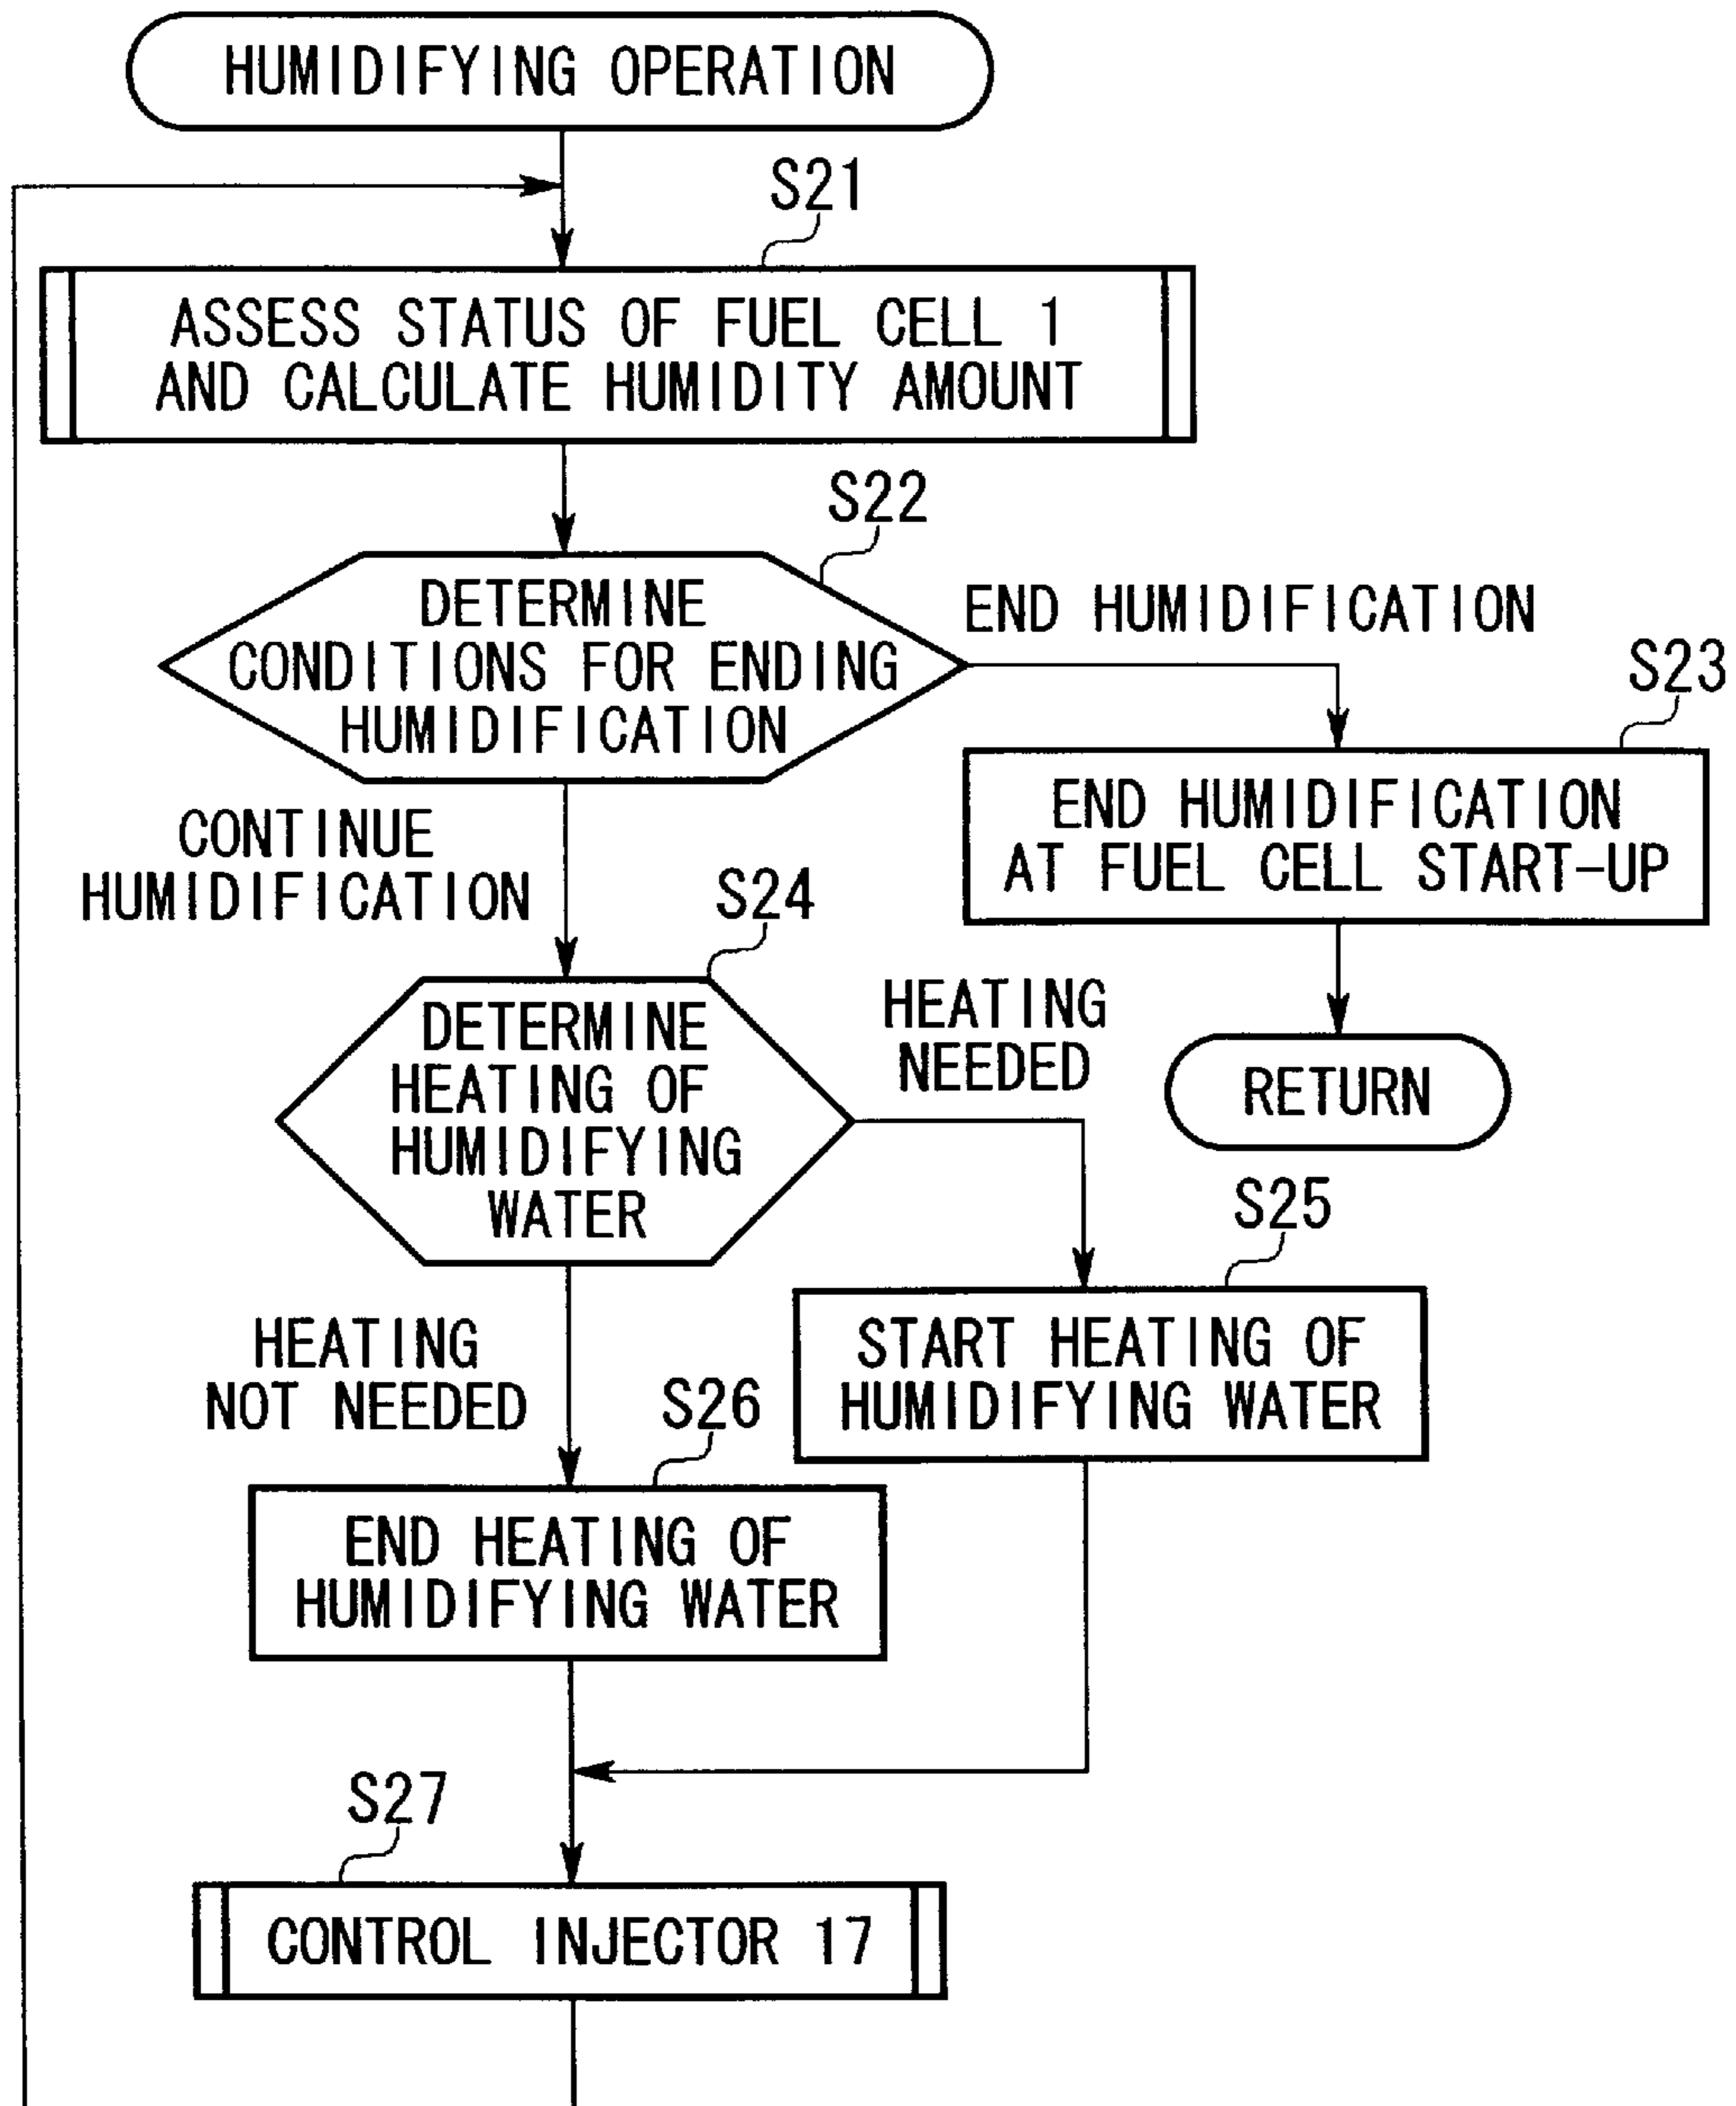 HUMIDIFYING OPERATION
S21
ASSESS STATUS OF FUEL CELL 1
AND CALCULATE HUMIDITY AMOUNT
S22
DETERMINE
CONDITIONS FOR ENDING
HUMIDIFICATION
END HUMIDIFICATION
S23
END HUMIDIFICATION
AT FUEL CELL START-UP
CONTINUE
HUMIDIFICATION
S24
DETERMINE
HEATING OF
HUMIDIFYING
WATER
HEATING
NEEDED
RETURN
S25
START HEATING OF
HUMIDIFYING WATER
HEATING
NOT NEEDED
S26
END HEATING OF
HUMIDIFYING WATER
S27
CONTROL INJECTOR 17